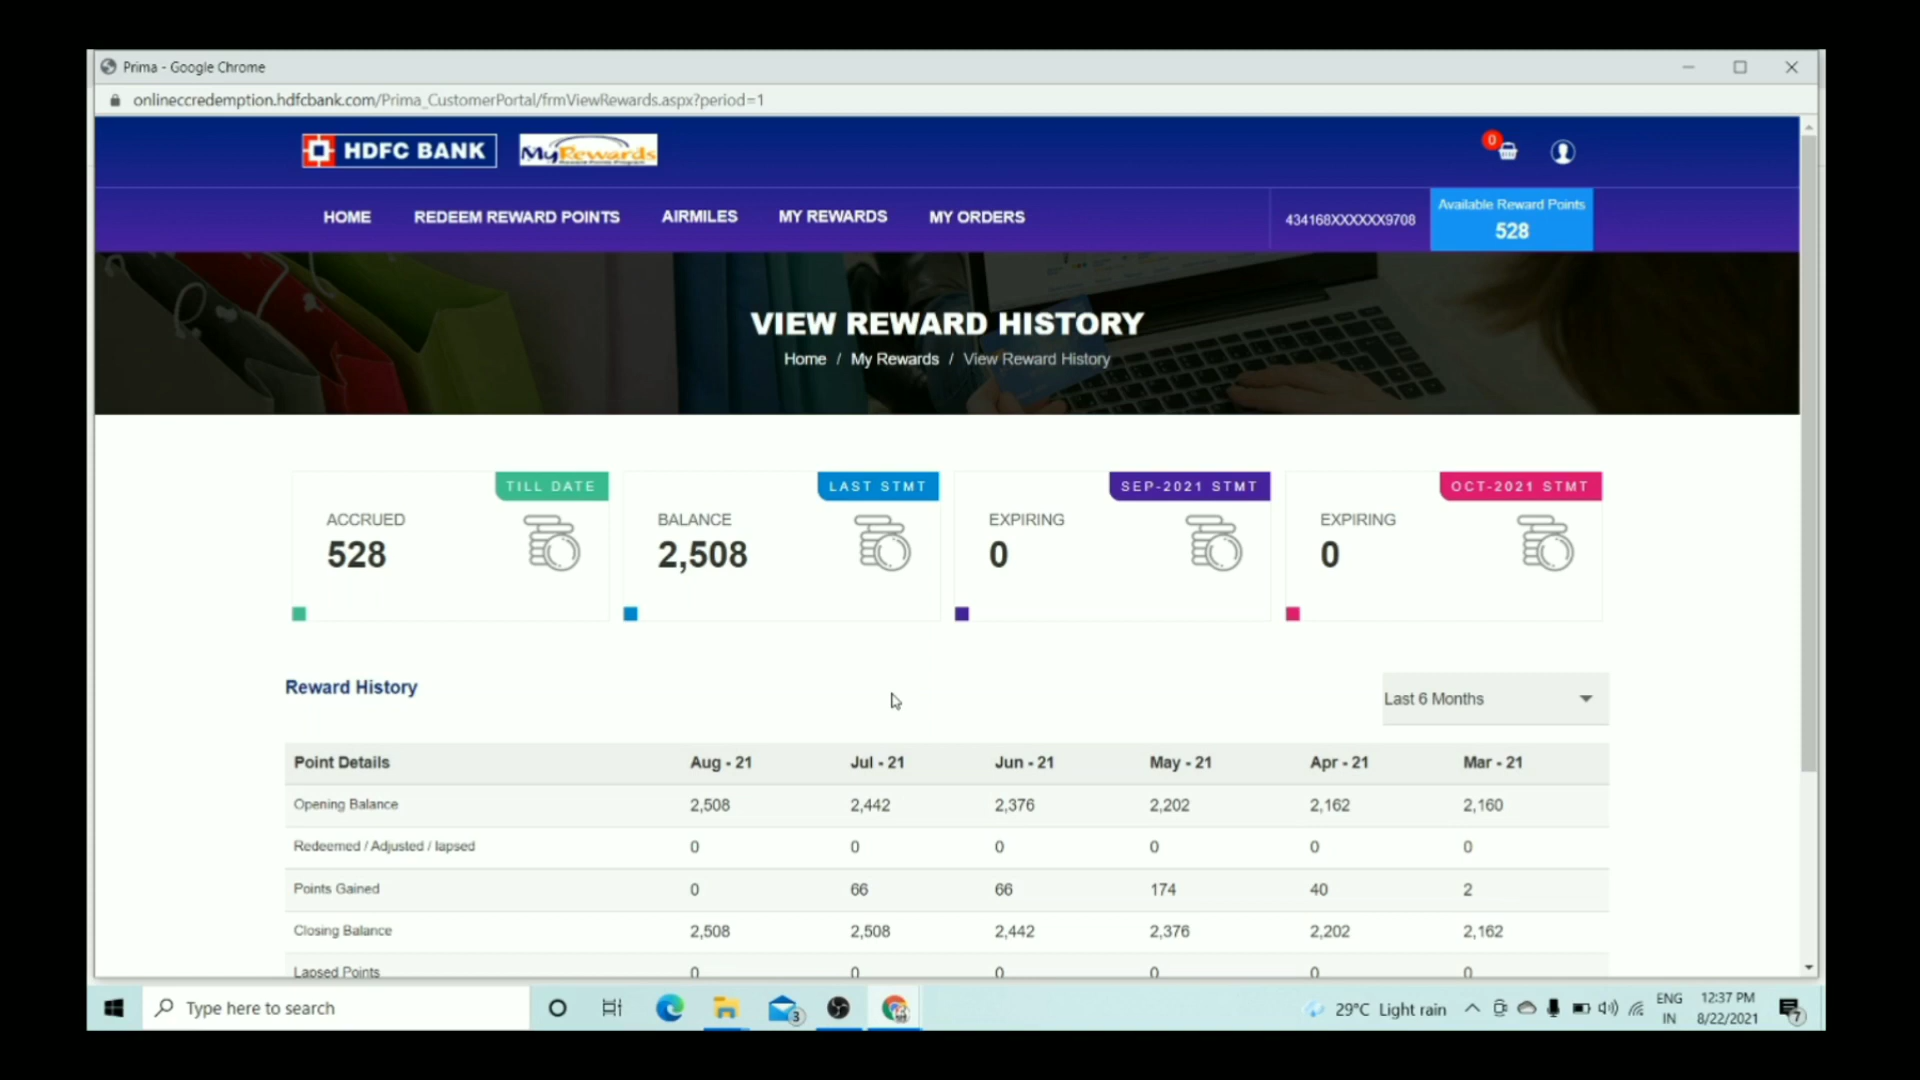 Prima - Google Chrome
onlineccredemption.hdfcbank.com/Prima_CustomerPortal/frmViewRewards.aspx?period=1
HDFC BANK
MyRewards
0
HOME REDEEM REWARD POINTS AIRMILES MY REWARDS MY ORDERS 434168XXXXXX9708 Available Reward Points
528
VIEW REWARD HISTORY
Home / My Rewards / View Reward History
TILL DATE
ACCRUED
528
LAST STMT
BALANCE
2,508
SEP-2021 STMT
EXPIRING
0
OCT-2021 STMT
EXPIRING
0
Reward History
Last 6 Months
Point Details Aug - 21 Jul - 21 Jun - 21 May - 21 Apr - 21 Mar - 21
Opening Balance 2,508 2,442 2,376 2,202 2,162 2,160
Redeemed / Adjusted / lapsed 0 0 0 0 0 0
Points Gained 0 66 66 174 40 2
Closing Balance 2,508 2,508 2,442 2,376 2,202 2,162
Lapsed Points 0 0 0 0 0 0
Type here to search
3
29°C Light rain
ENG
IN
12:37 PM
8/22/2021
7